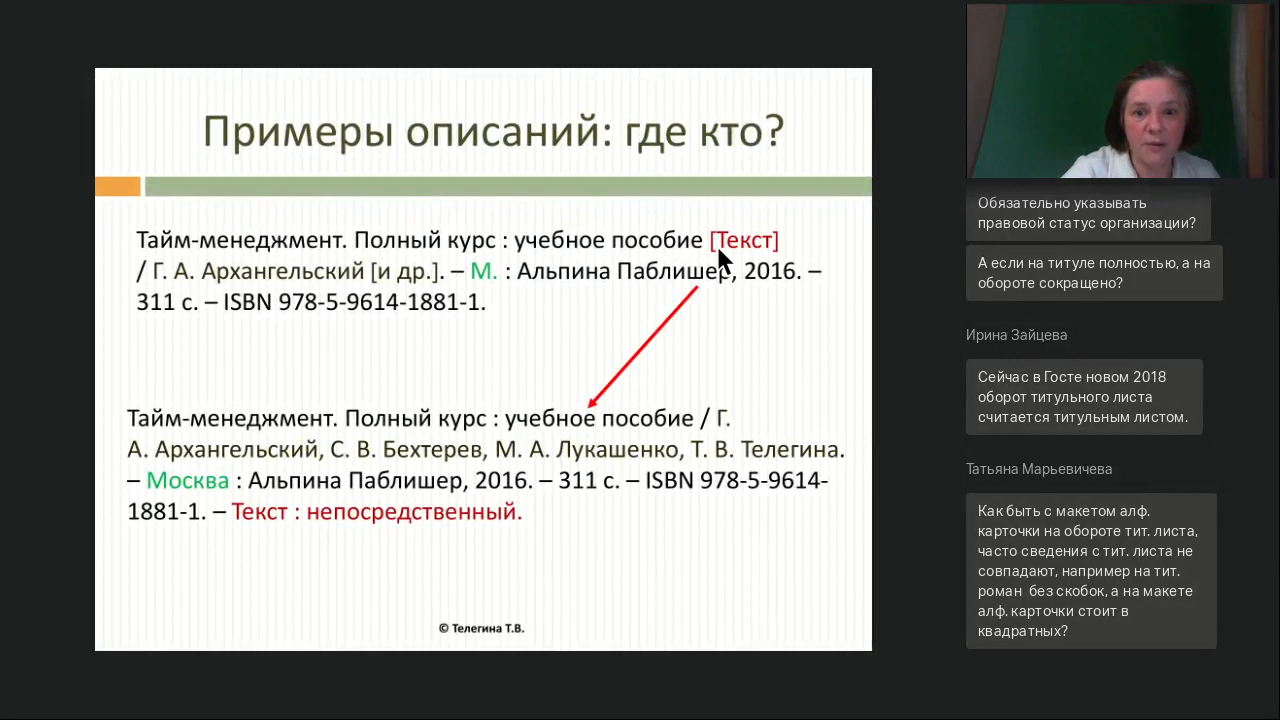 Примеры описаний: где кто?
Тайм-менеджмент. Полный курс : учебное пособие [Текст]
/ Г. А. Архангельский [и др.]. – М. : Альпина Паблишер, 2016. –
311 с. – ISBN 978-5-9614-1881-1.
Тайм-менеджмент. Полный курс : учебное пособие / Г.
А. Архангельский, С. В. Бехтерев, М. А. Лукашенко, Т. В. Телегина.
– Москва : Альпина Паблишер, 2016. – 311 с. – ISBN 978-5-9614-
1881-1. – Текст : непосредственный.
© Телегина Т.В.
Обязательно указывать
правовой статус организации?
А если на титуле полностью, а на
обороте сокращено?
Ирина Зайцева
Сейчас в Госте новом 2018
оборот титульного листа
считается титульным листом.
Татьяна Марьевичева
Как быть с макетом алф.
карточки на обороте тит. листа,
часто сведения с тит. листа не
совпадают, например на тит.
роман без скобок, а на макете
алф. карточки стоит в
квадратных?